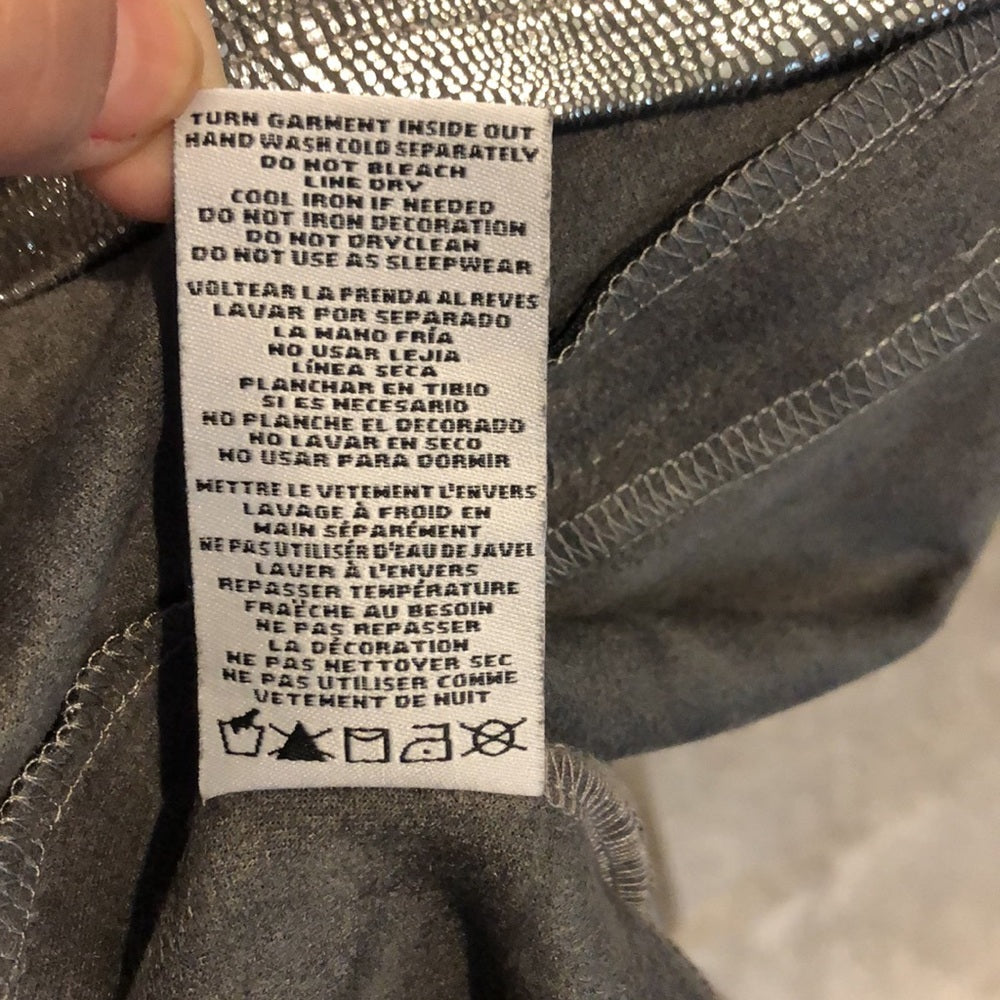 TURN GARMENT INSIDE OUT
HAND WASH COLD SEPARATELY
DO NOT BLEACH
LINE DRY
COOL IRON IF NEEDED
DO NOT IRON DECORATION
DO NOT DRYCLEAN
DO NOT USE AS SLEEPWEAR
VOLTEAR LA PRENDA AL REVES
LAVAR POR SEPARADO
LA MANO FRÍA
NO USAR LEJIA
LÍNEA SECA
PLANCHAR EN TIBIO
SI ES NECESARIO
NO PLANCHE EL DECORADO
NO LAVAR EN SECO
NO USAR PARA DORMIR
METTRE LE VETEMENT L'ENVERS
LAVAGE À FROID EN
MAIN SÉPARÉMENT
NE PAS UTILISÉR D'EAU DE JAVEL
LAVER À L'ENVERS
REPASSER TEMPÉRATURE
FRAÊCHE AU BESOIN
NE PAS REPASSER
LA DÉCORATION
NE PAS NETTOYER SEC
NE PAS UTILISER COMME
VETEMENT DE NUIT